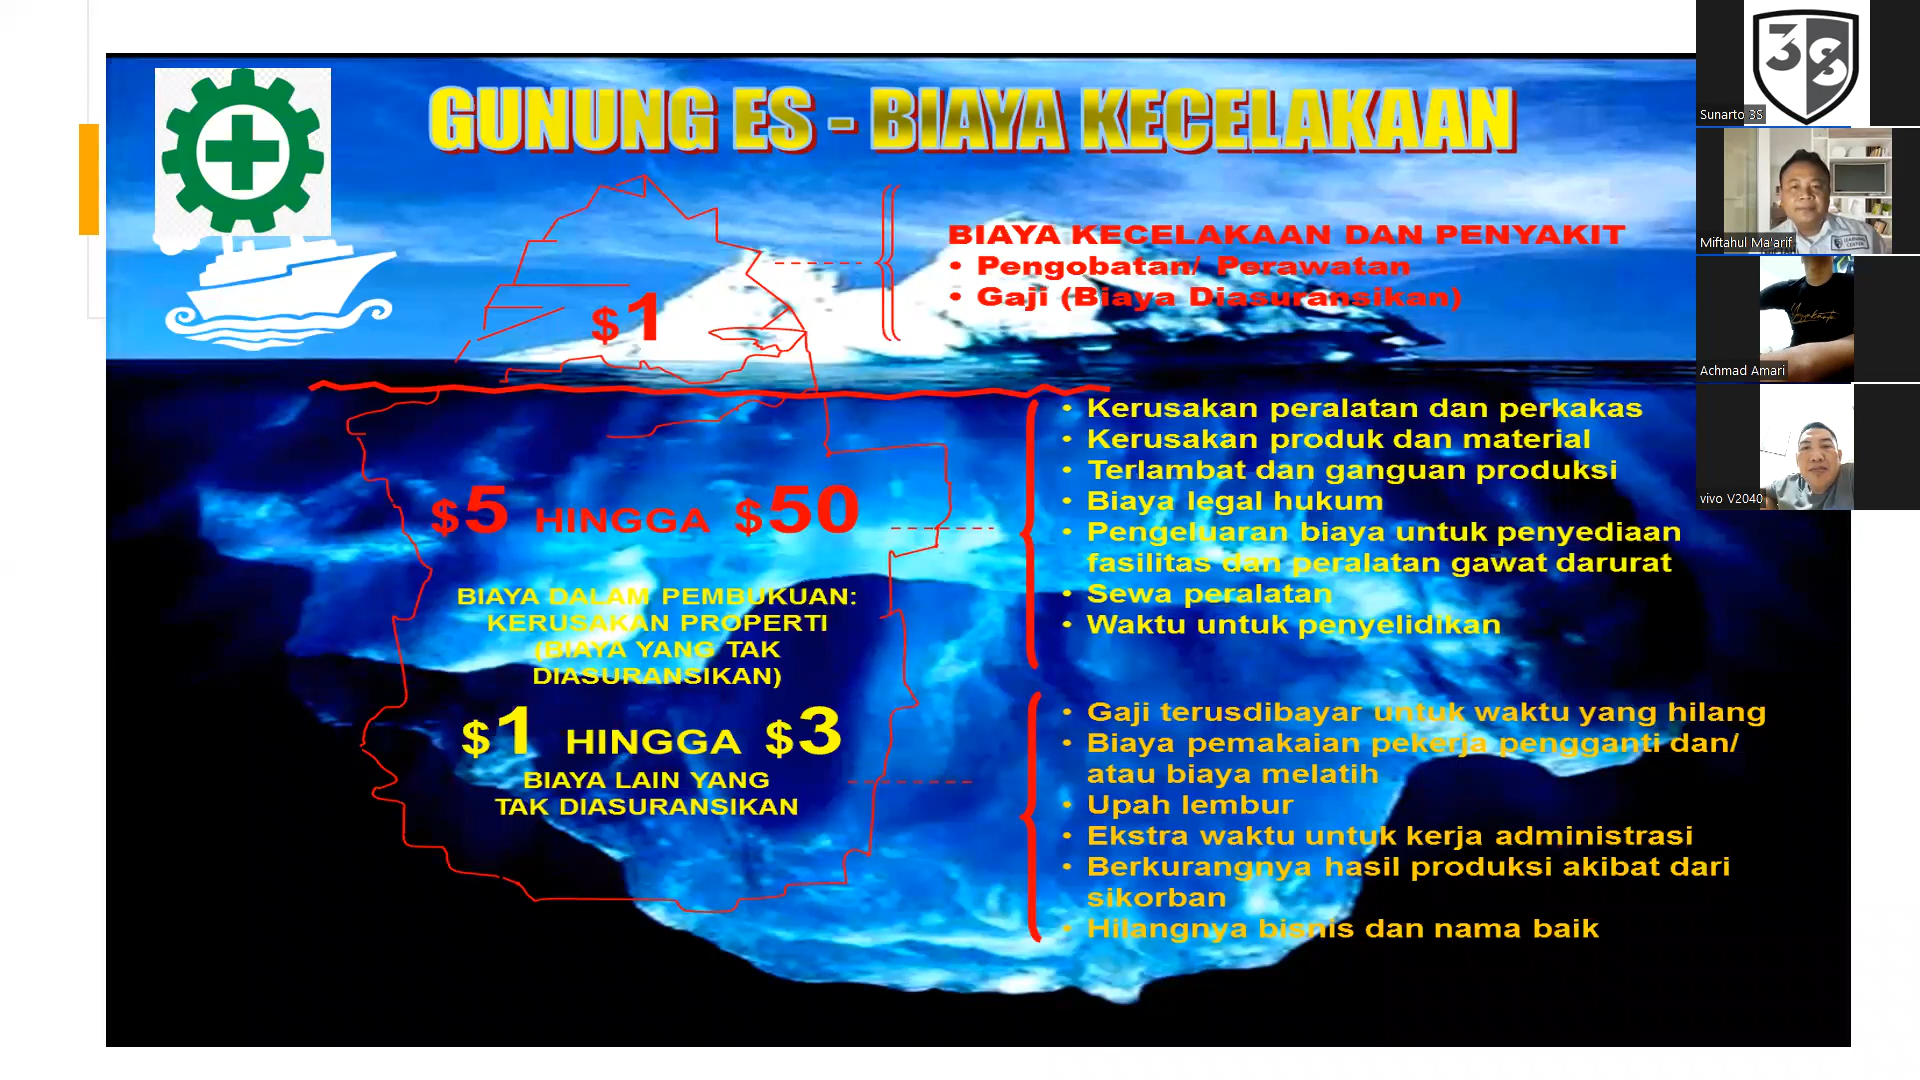 GUNUNG ES - BIAYA KECELAKAAN
BIAYA KECELAKAAN DAN PENYAKIT
• Pengobatan/ Perawatan
• Gaji (Biaya Diasuransikan)
$1
• Kerusakan peralatan dan perkakas
• Kerusakan produk dan material
• Terlambat dan ganguan produksi
• Biaya legal hukum
• Pengeluaran biaya untuk penyediaan
fasilitas dan peralatan gawat darurat
• Sewa peralatan
• Waktu untuk penyelidikan
$5 HINGGA $50
BIAYA DALAM PEMBUKUAN:
KERUSAKAN PROPERTI
(BIAYA YANG TAK
DIASURANSIKAN)
$1 HINGGA $3
BIAYA LAIN YANG
TAK DIASURANSIKAN
• Gaji terusdibayar untuk waktu yang hilang
• Biaya pemakaian pekerja pengganti dan/
atau biaya melatih
• Upah lembur
• Ekstra waktu untuk kerja administrasi
• Berkurangnya hasil produksi akibat dari
sikorban
• Hilangnya bisnis dan nama baik
3S
Sunarto 3S
Miftahul Ma'arif
Achmad Amari
vivo V2040